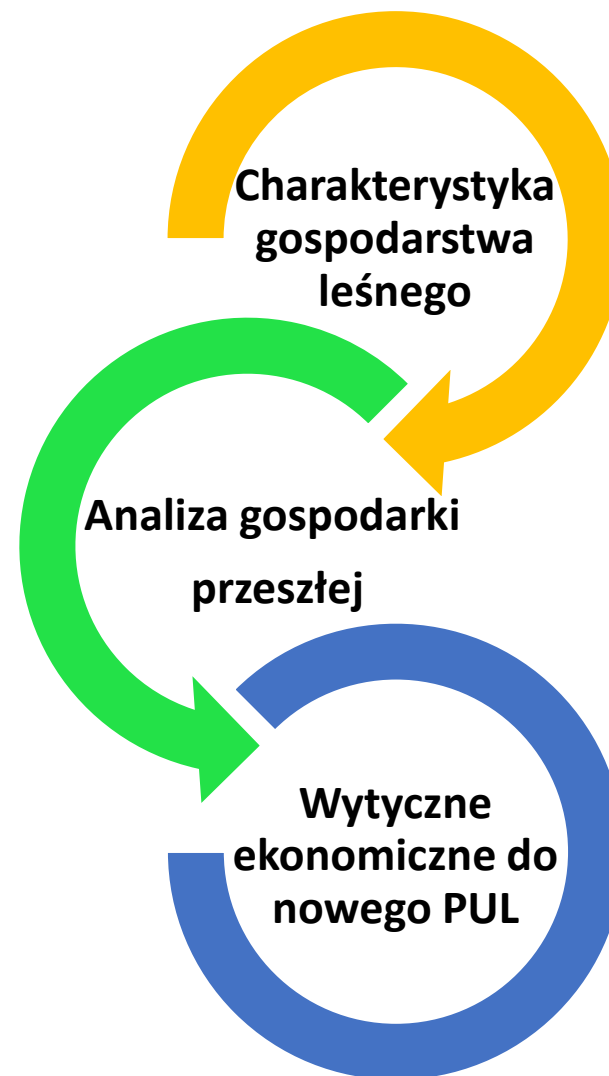 Charakterystyka
gospodarstwa
leśnego
Analiza gospodarki
przeszłej
Wytyczne
ekonomiczne do
nowego PUL